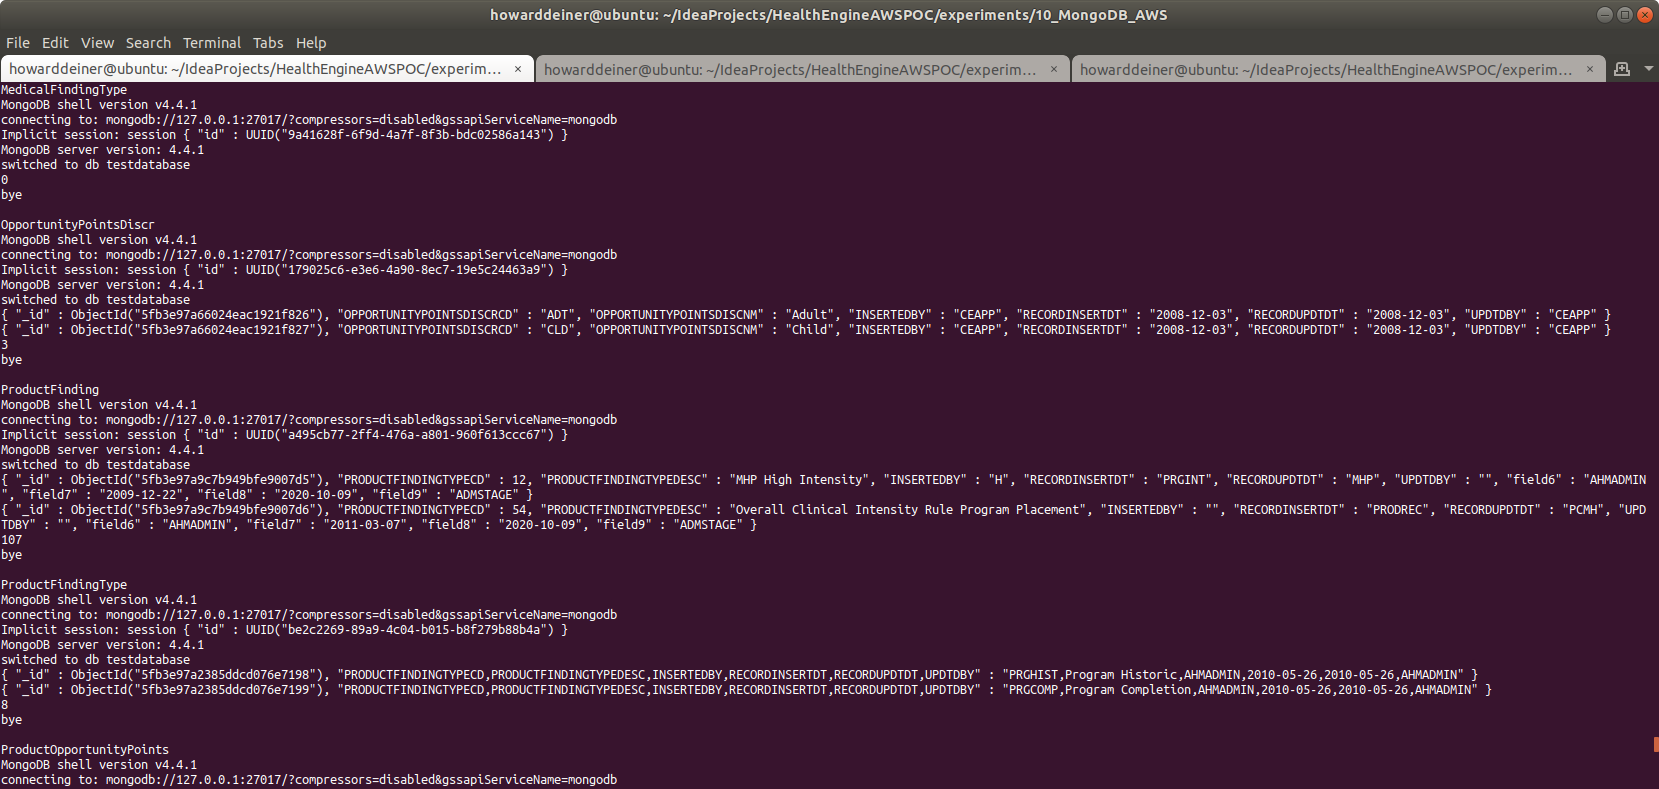 howarddeiner@ubuntu: ~/IdeaProjects/HealthEngineAWSPOC/experiments/10_MongoDB_AWS
File Edit View Search Terminal Tabs Help
howarddeiner@ubuntu: ~/IdeaProjects/HealthEngineAWSPOC/experim... × howarddeiner@ubuntu: ~/IdeaProjects/HealthEngineAWSPOC/experim... × howarddeiner@ubuntu: ~/IdeaProjects/HealthEngineAWSPOC/experim... ×
MedicalFindingType
MongoDB shell version v4.4.1
connecting to: mongodb://127.0.0.1:27017/?compressors=disabled&gssapiServiceName=mongodb
Implicit session: session { "id" : UUID("9a41628f-6f9d-4a7f-8f3b-bdc02586a143") }
MongoDB server version: 4.4.1
switched to db testdatabase
0
bye
OpportunityPointsDiscr
MongoDB shell version v4.4.1
connecting to: mongodb://127.0.0.1:27017/?compressors=disabled&gssapiServiceName=mongodb
Implicit session: session { "id" : UUID("179025c6-e3e6-4a90-8ec7-19e5c24463a9") }
MongoDB server version: 4.4.1
switched to db testdatabase
{ "_id" : ObjectId("5fb3e97a66024eac1921f826"), "OPPORTUNITYPOINTSDISCRCD" : "ADT", "OPPORTUNITYPOINTSDISCNM" : "Adult", "INSERTEDBY" : "CEAPP", "RECORDINSERTDT" : "2008-12-03", "RECORDUPDTDT" : "2008-12-03", "UPDTDBY" : "CEAPP" }
{ "_id" : ObjectId("5fb3e97a66024eac1921f827"), "OPPORTUNITYPOINTSDISCRCD" : "CLD", "OPPORTUNITYPOINTSDISCNM" : "Child", "INSERTEDBY" : "CEAPP", "RECORDINSERTDT" : "2008-12-03", "RECORDUPDTDT" : "2008-12-03", "UPDTDBY" : "CEAPP" }
3
bye
ProductFinding
MongoDB shell version v4.4.1
connecting to: mongodb://127.0.0.1:27017/?compressors=disabled&gssapiServiceName=mongodb
Implicit session: session { "id" : UUID("a495cb77-2ff4-476a-a801-960f613ccc67") }
MongoDB server version: 4.4.1
switched to db testdatabase
{ "_id" : ObjectId("5fb3e97a9c7b949bfe9007d5"), "PRODUCTFINDINGTYPECD" : 12, "PRODUCTFINDINGTYPEDESC" : "MHP High Intensity", "INSERTEDBY" : "H", "RECORDINSERTDT" : "PRGINT", "RECORDUPDTDT" : "MHP", "UPDTDBY" : "", "field6" : "AHMADMIN
", "field7" : "2009-12-22", "field8" : "2020-10-09", "field9" : "ADMSTAGE" }
{ "_id" : ObjectId("5fb3e97a9c7b949bfe9007d6"), "PRODUCTFINDINGTYPECD" : 54, "PRODUCTFINDINGTYPEDESC" : "Overall Clinical Intensity Rule Program Placement", "INSERTEDBY" : "", "RECORDINSERTDT" : "PRODREC", "RECORDUPDTDT" : "PCMH", "UPD
TDBY" : "", "field6" : "AHMADMIN", "field7" : "2011-03-07", "field8" : "2020-10-09", "field9" : "ADMSTAGE" }
107
bye
ProductFindingType
MongoDB shell version v4.4.1
connecting to: mongodb://127.0.0.1:27017/?compressors=disabled&gssapiServiceName=mongodb
Implicit session: session { "id" : UUID("be2c2269-89a9-4c04-b015-b8f279b88b4a") }
MongoDB server version: 4.4.1
switched to db testdatabase
{ "_id" : ObjectId("5fb3e97a2385ddcd076e7198"), "PRODUCTFINDINGTYPECD,PRODUCTFINDINGTYPEDESC,INSERTEDBY,RECORDINSERTDT,RECORDUPDTDT,UPDTDBY" : "PRGHIST,Program Historic,AHMADMIN,2010-05-26,2010-05-26,AHMADMIN" }
{ "_id" : ObjectId("5fb3e97a2385ddcd076e7199"), "PRODUCTFINDINGTYPECD,PRODUCTFINDINGTYPEDESC,INSERTEDBY,RECORDINSERTDT,RECORDUPDTDT,UPDTDBY" : "PRGCOMP,Program Completion,AHMADMIN,2010-05-26,2010-05-26,AHMADMIN" }
8
bye
ProductOpportunityPoints
MongoDB shell version v4.4.1
connecting to: mongodb://127.0.0.1:27017/?compressors=disabled&gssapiServiceName=mongodb